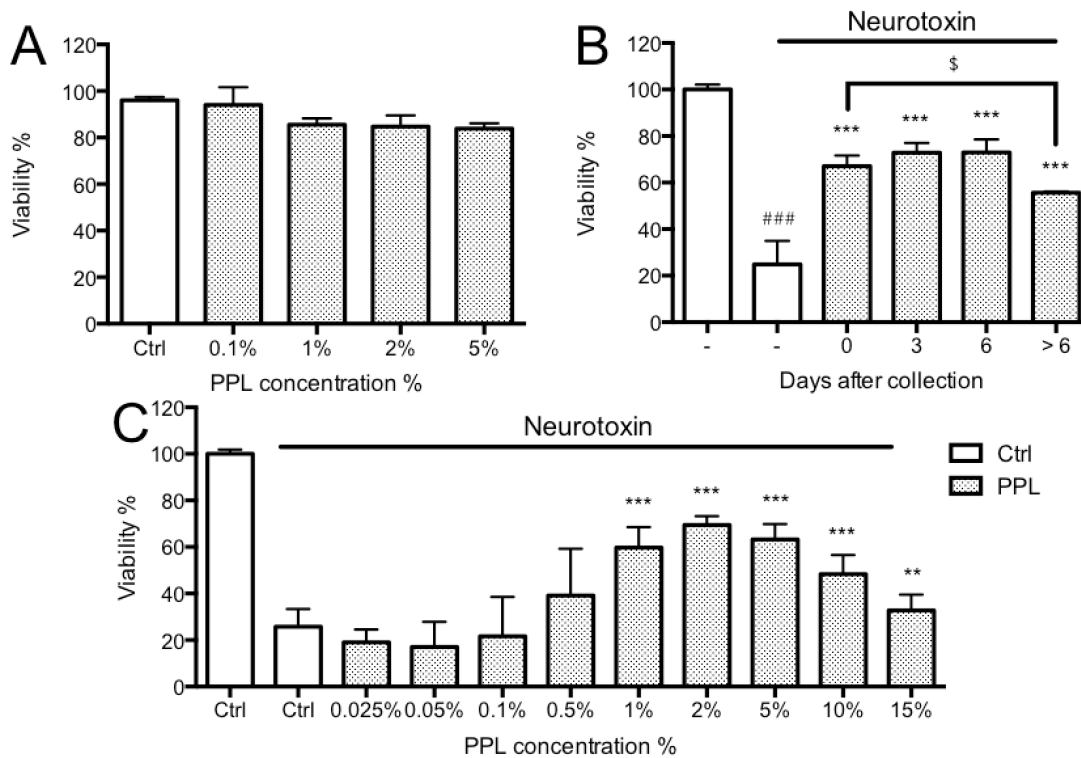 A
120
100
80
60
40
20
0
Viability %
Ctrl 0.1% 1% 2% 5%
PPL concentration %
B
Neurotoxin
120
100
80
60
40
20
0
Viability %
$
###
***
***
***
***
- - 0 3 6 > 6
Days after collection
C
Neurotoxin
120
100
80
60
40
20
0
Viability %
***
***
***
***
**
Ctrl Ctrl 0.025% 0.05% 0.1% 0.5% 1% 2% 5% 10% 15%
PPL concentration %
Ctrl
PPL